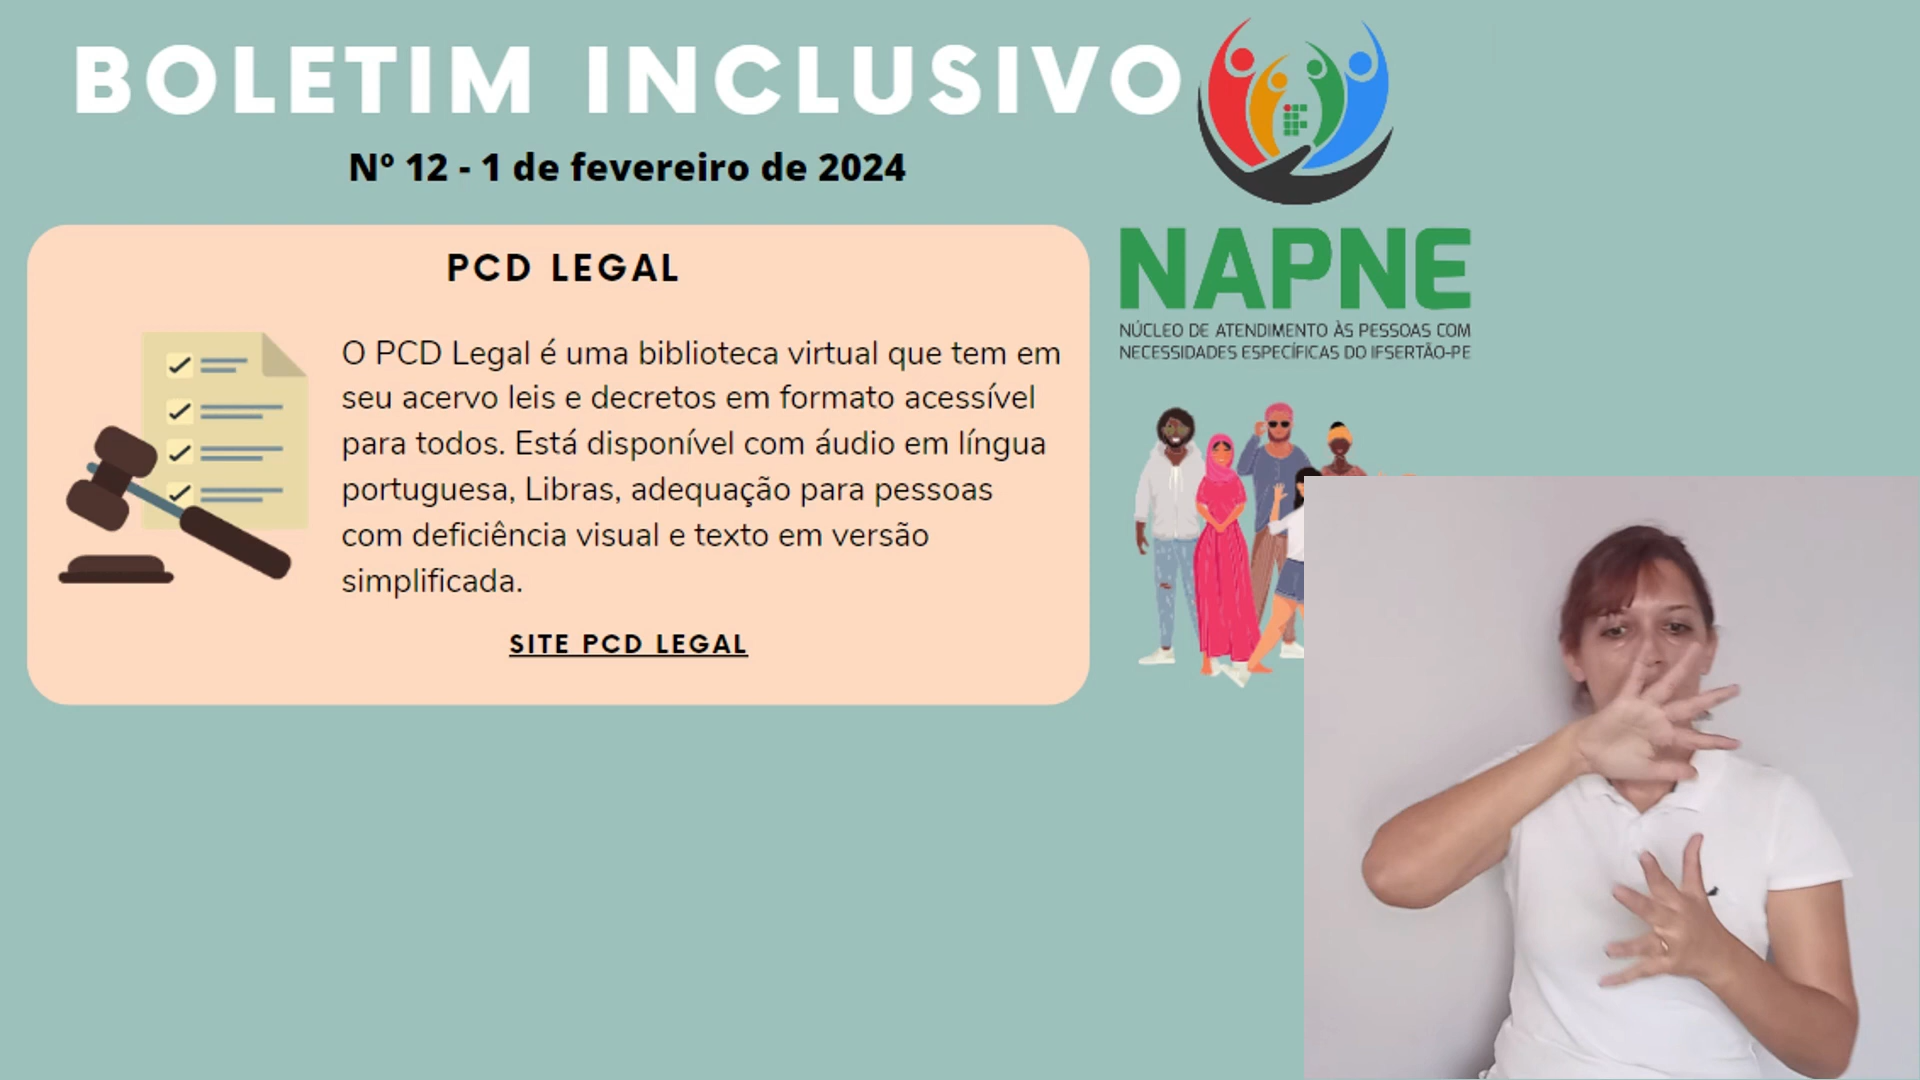 BOLETIM INCLUSIVO
Nº 12 - 1 de fevereiro de 2024
PCD LEGAL
O PCD Legal é uma biblioteca virtual que tem em
seu acervo leis e decretos em formato acessível
para todos. Está disponível com áudio em língua
portuguesa, Libras, adequação para pessoas
com deficiência visual e texto em versão
simplificada.
SITE PCD LEGAL
NAPNE
NÚCLEO DE ATENDIMENTO ÀS PESSOAS COM
NECESSIDADES ESPECÍFICAS DO IFSERTÃO-PE